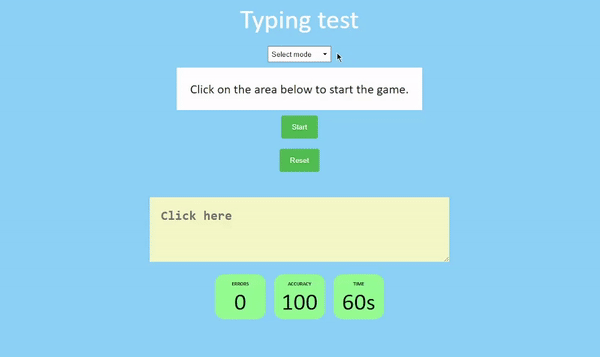 Typing test
Select mode
Click on the area below to start the game.
Start
Reset
Click here
ERRORS ACCURACY TIME
0 100 60s